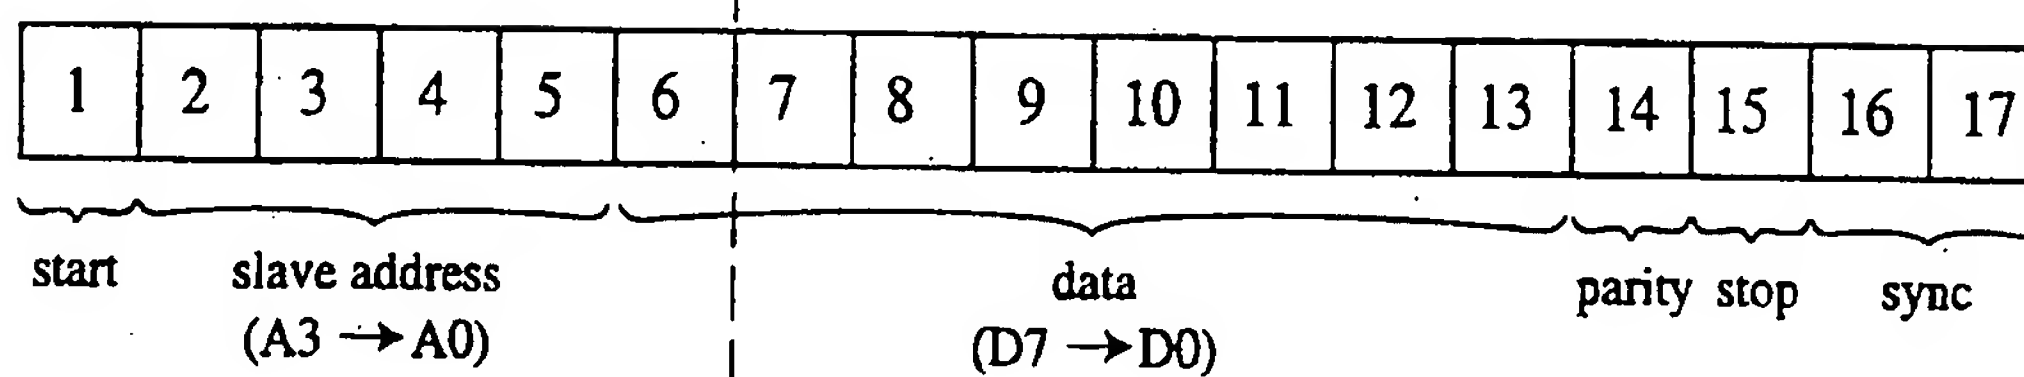 1 2 3 4 5 6 7 8 9 10 11 12 13 14 15 16 17
start slave address data parity stop sync
(A3 → A0) (D7 → D0)